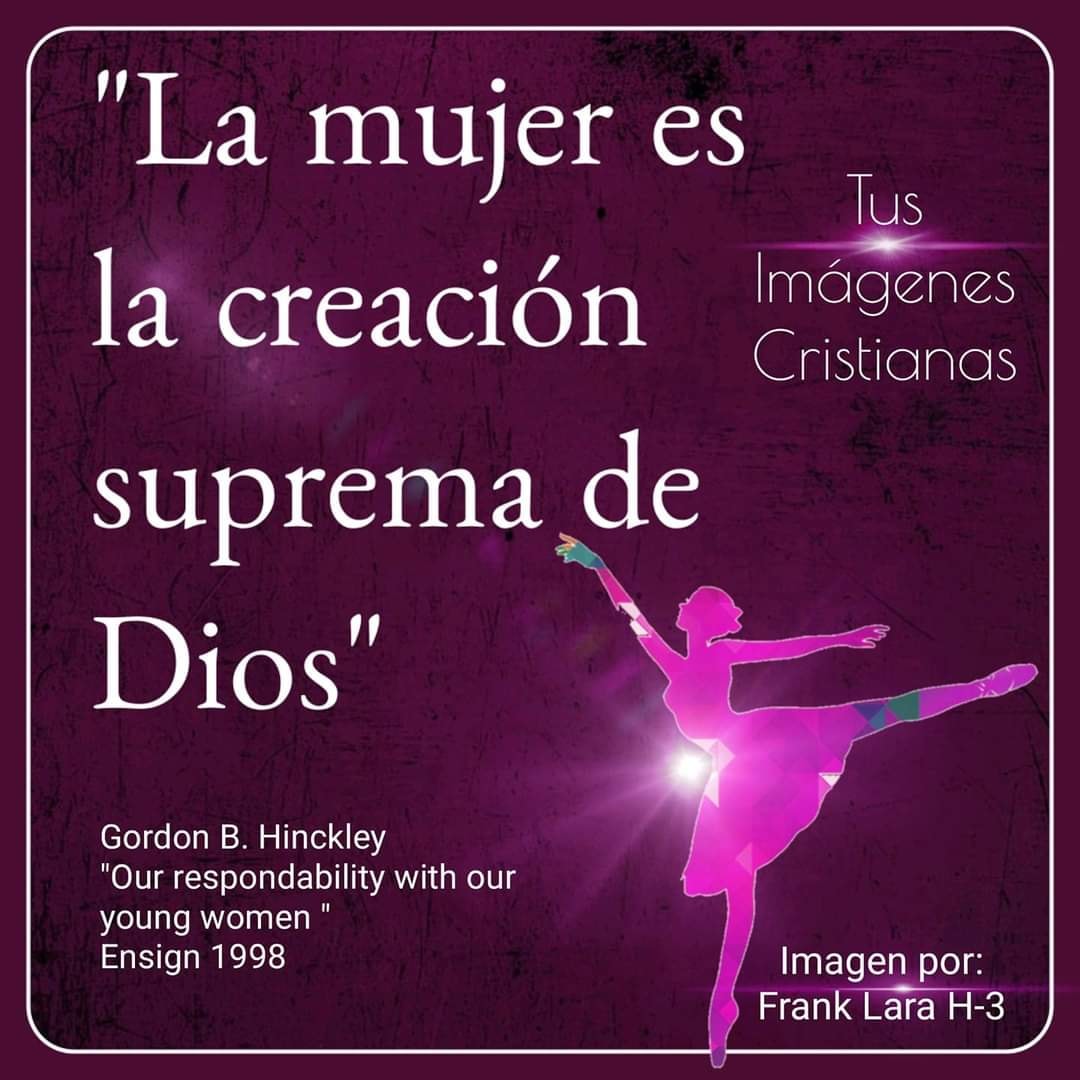 "La mujer es
la creación
suprema de
Dios"
Tus
Imágenes
Cristianas
Gordon B. Hinckley
"Our respondability with our
young women "
Ensign 1998
Imagen por:
Frank Lara H-3